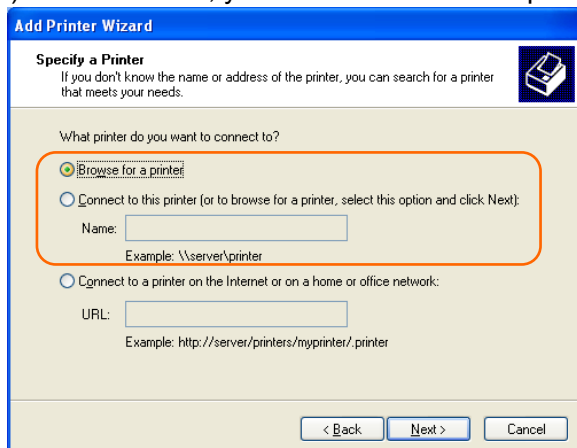 Add Printer Wizard
Specify a Printer
If you don't know the name or address of the printer, you can search for a printer
that meets your needs.
What printer do you want to connect to?
Browse for a printer
Connect to this printer (or to browse for a printer, select this option and click Next):
Name:
Example: \\server\printer
Connect to a printer on the Internet or on a home or office network:
URL:
Example: http://server/printers/myprinter/.printer
< Back Next > Cancel